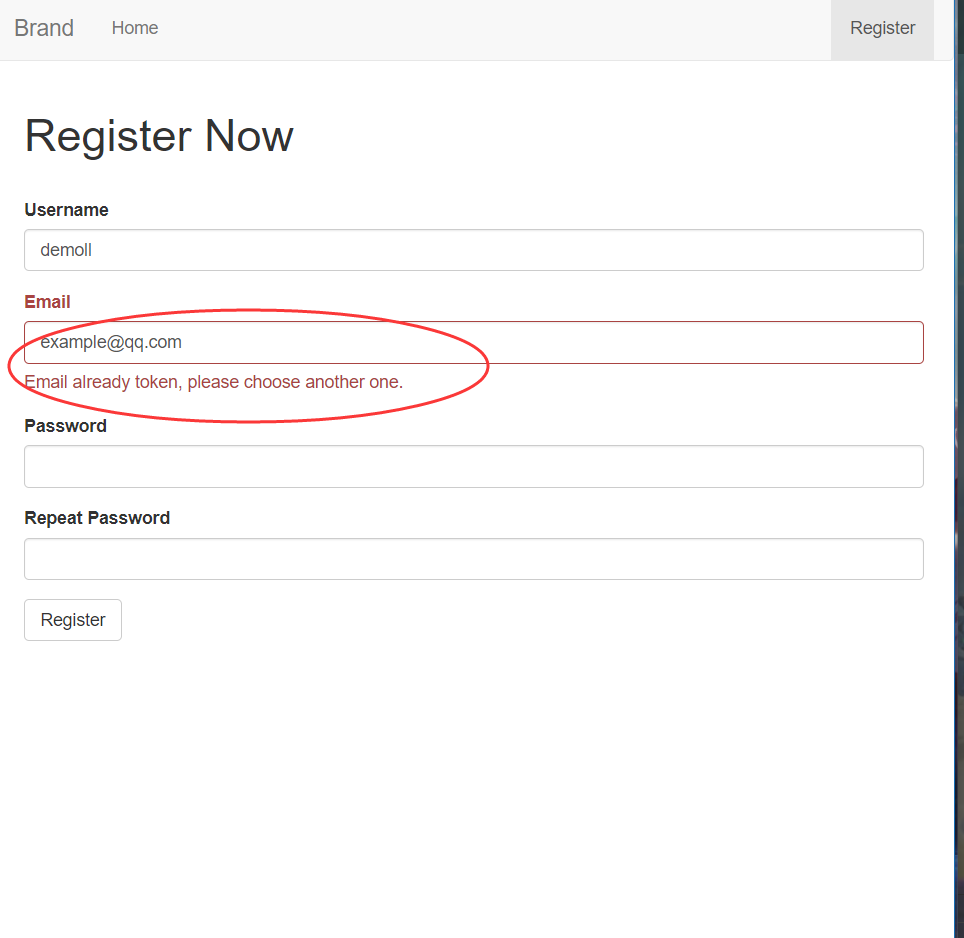 Brand Home Register
Register Now
Username
demoll
Email
example@qq.com
Email already token, please choose another one.
Password
Repeat Password
Register